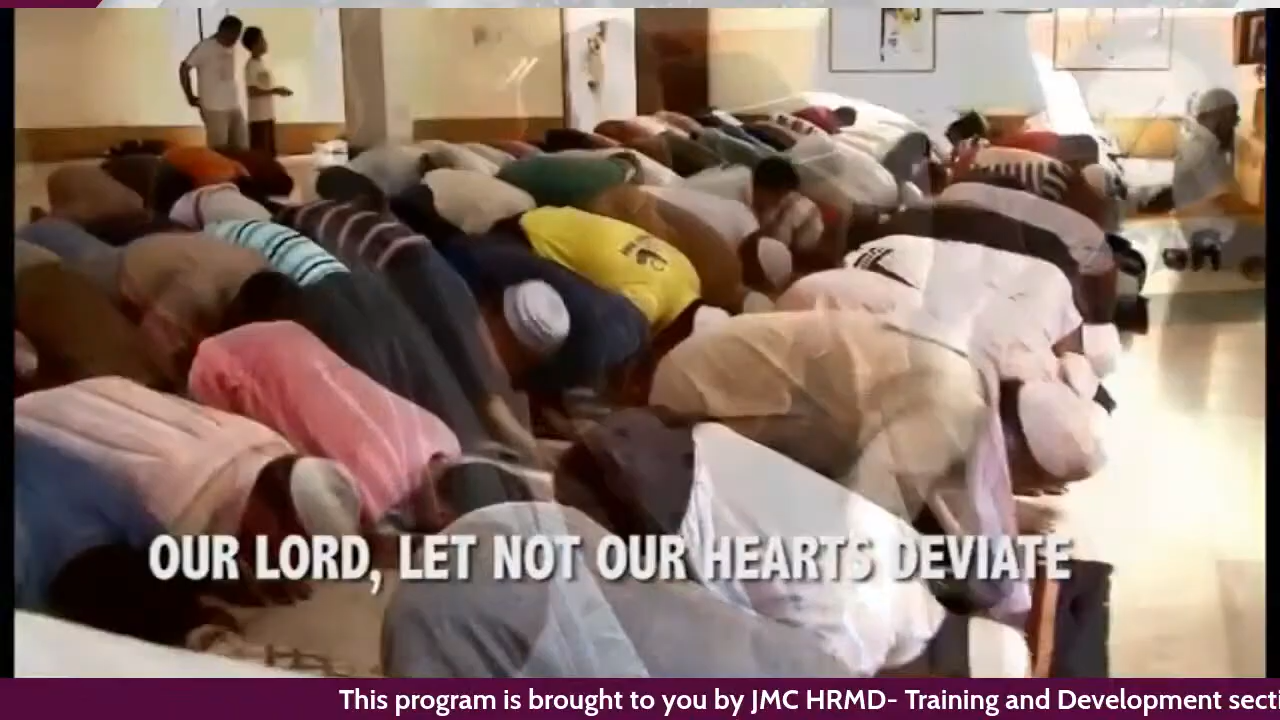 OUR LORD, LET NOT OUR HEARTS DEVIATE
This program is brought to you by JMC HRMD- Training and Development secti